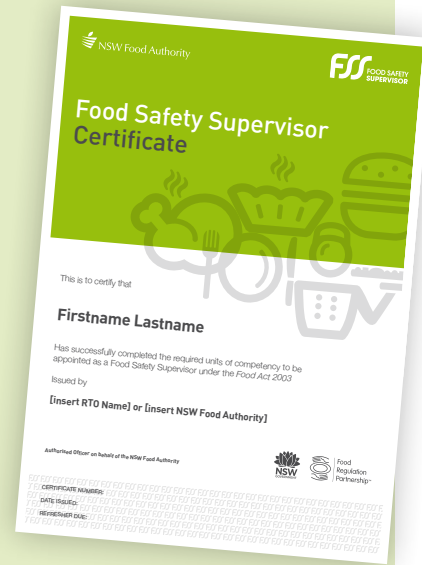 NSW Food Authority
FSS FOOD SAFETY
SUPERVISOR
Food Safety Supervisor
Certificate
This is to certify that
Firstname Lastname
Has successfully completed the required units of competency to be
appointed as a Food Safety Supervisor under the Food Act 2003
Issued by
[insert RTO Name] or [insert NSW Food Authority]
Authorised Officer on behalf of the NSW Food Authority
NSW
GOVERNMENT
Food
Regulation
Partnership
CERTIFICATE NUMBER:
DATE ISSUED:
REFRESHER DUE: